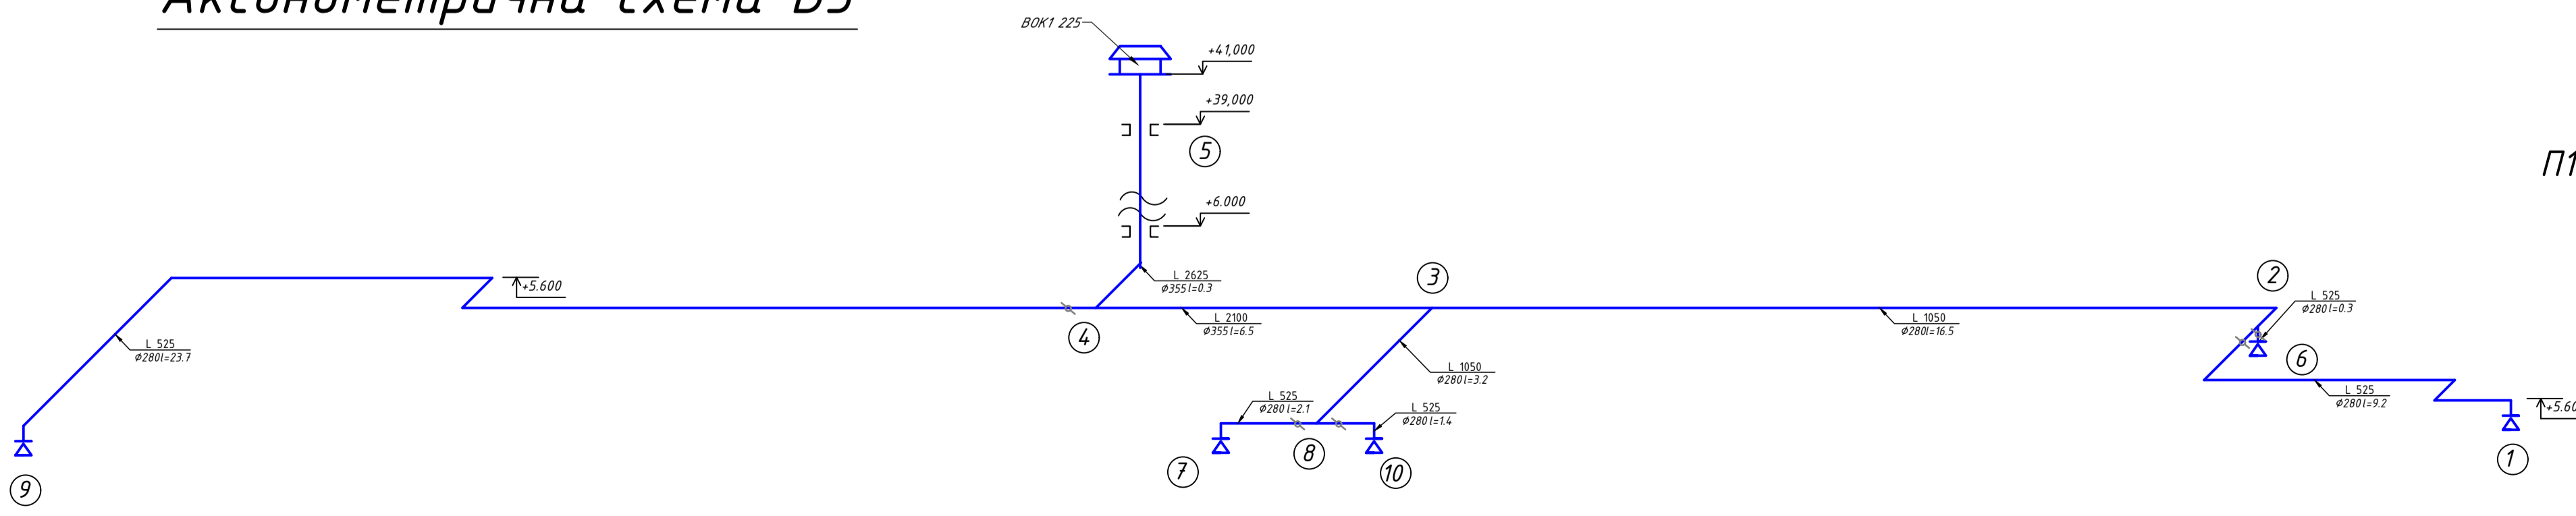 Аксонометрична схема В3
ВОК1 225
+41,000
+39,000
5
П1
+6.000
+5.600
L 2625
Ø355 l=0.3
3
2
L 525
Ø280 l=0.3
L 2100
Ø355 l=6.5
L 1050
Ø280 l=16.5
4
L 525
Ø280 l=23.7
6
L 1050
Ø280 l=3.2
L 525
Ø280 l=2.1
L 525
Ø280 l=1.4
L 525
Ø280 l=9.2
+5.60
8
7
10
1
9